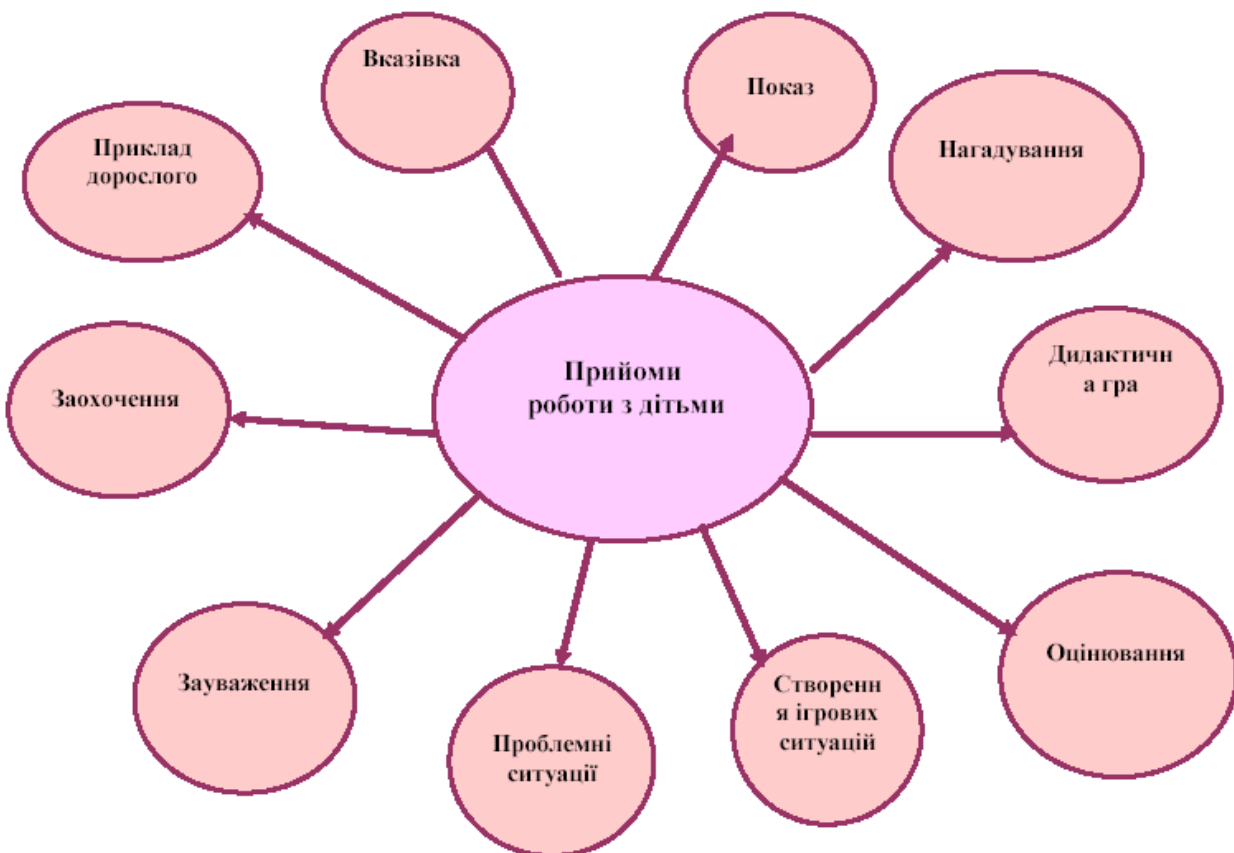 Вказівка
Показ
Приклад
дорослого
Нагадування
Заохочення
Прийоми
роботи з дітьми
Дидактичн
а гра
Зауваження
Проблемні
ситуації
Створенн
я ігрових
ситуацій
Оцінювання